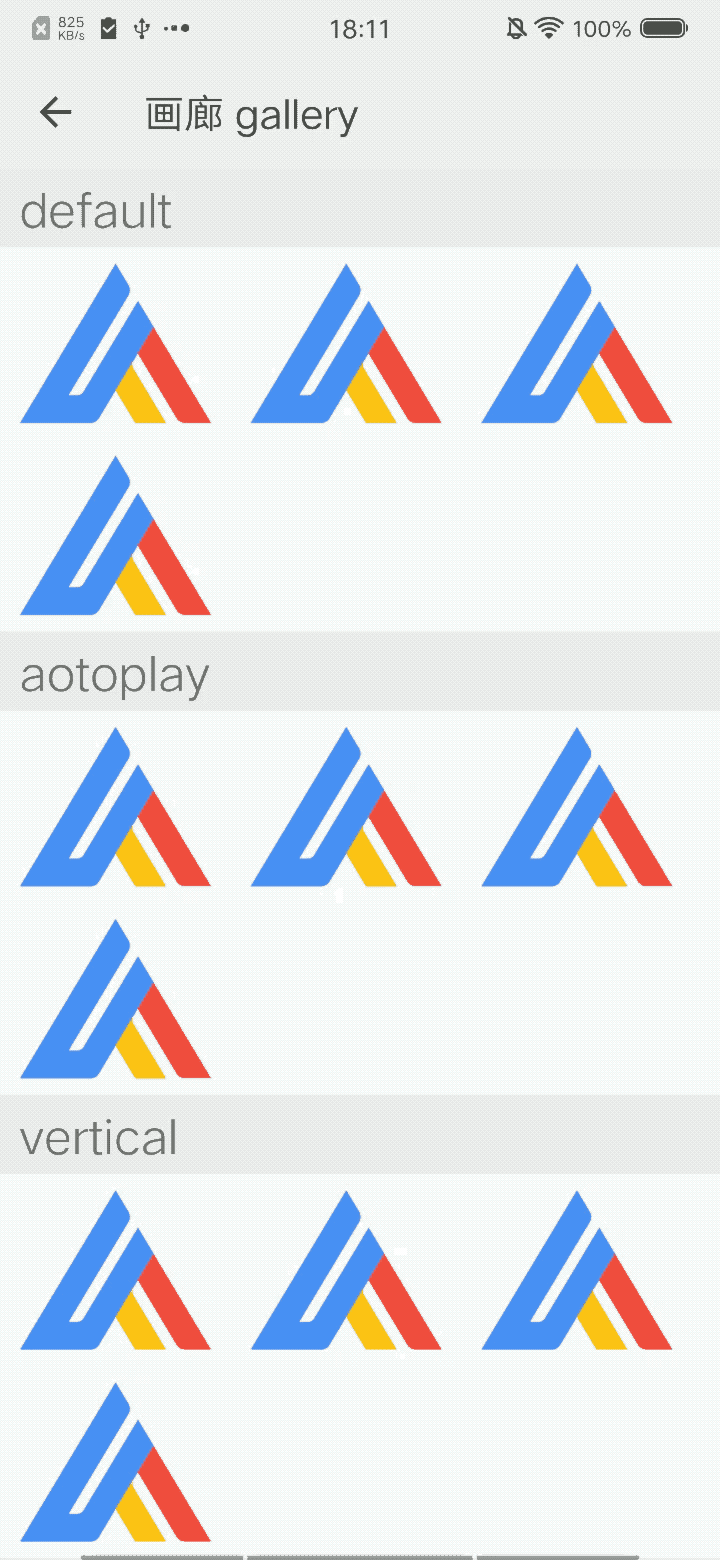 825
KB/s
18:11
100%
画廊 gallery
default
aotoplay
vertical